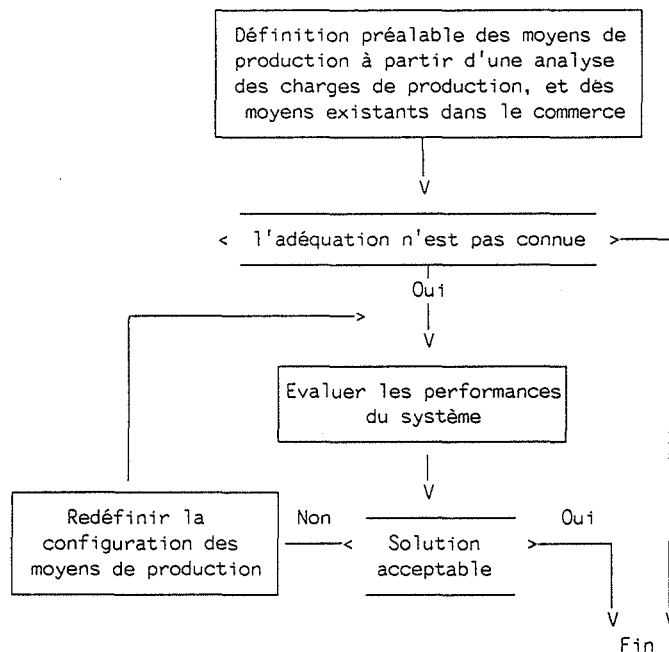 Définition préalable des moyens de
production à partir d'une analyse
des charges de production, et des
moyens existants dans le commerce
l'adéquation n'est pas connue
Oui
Evaluer les performances
du système
Redéfinir la
configuration des
moyens de production
Non
Solution
acceptable
Oui
Fin